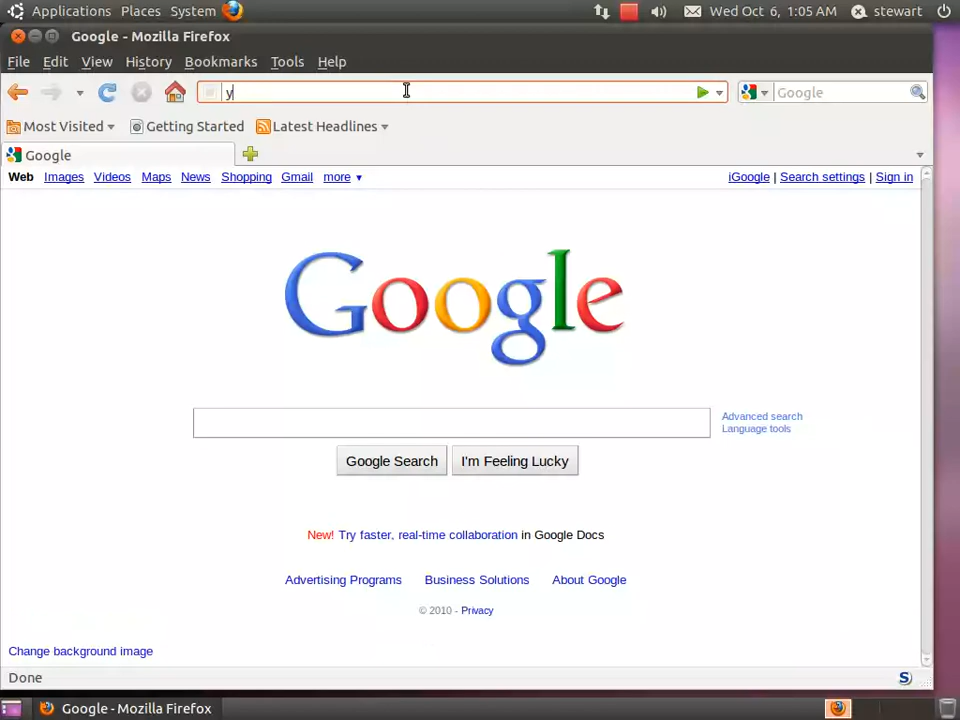 Applications Places System Wed Oct 6, 1:05 AM stewart
Google - Mozilla Firefox
File Edit View History Bookmarks Tools Help
y Google
Most Visited Getting Started Latest Headlines
Google
Web Images Videos Maps News Shopping Gmail more ▼ iGoogle | Search settings | Sign in
Google
Advanced search
Language tools
Google Search I'm Feeling Lucky
New! Try faster, real-time collaboration in Google Docs
Advertising Programs Business Solutions About Google
© 2010 - Privacy
Change background image
Done S
Google - Mozilla Firefox